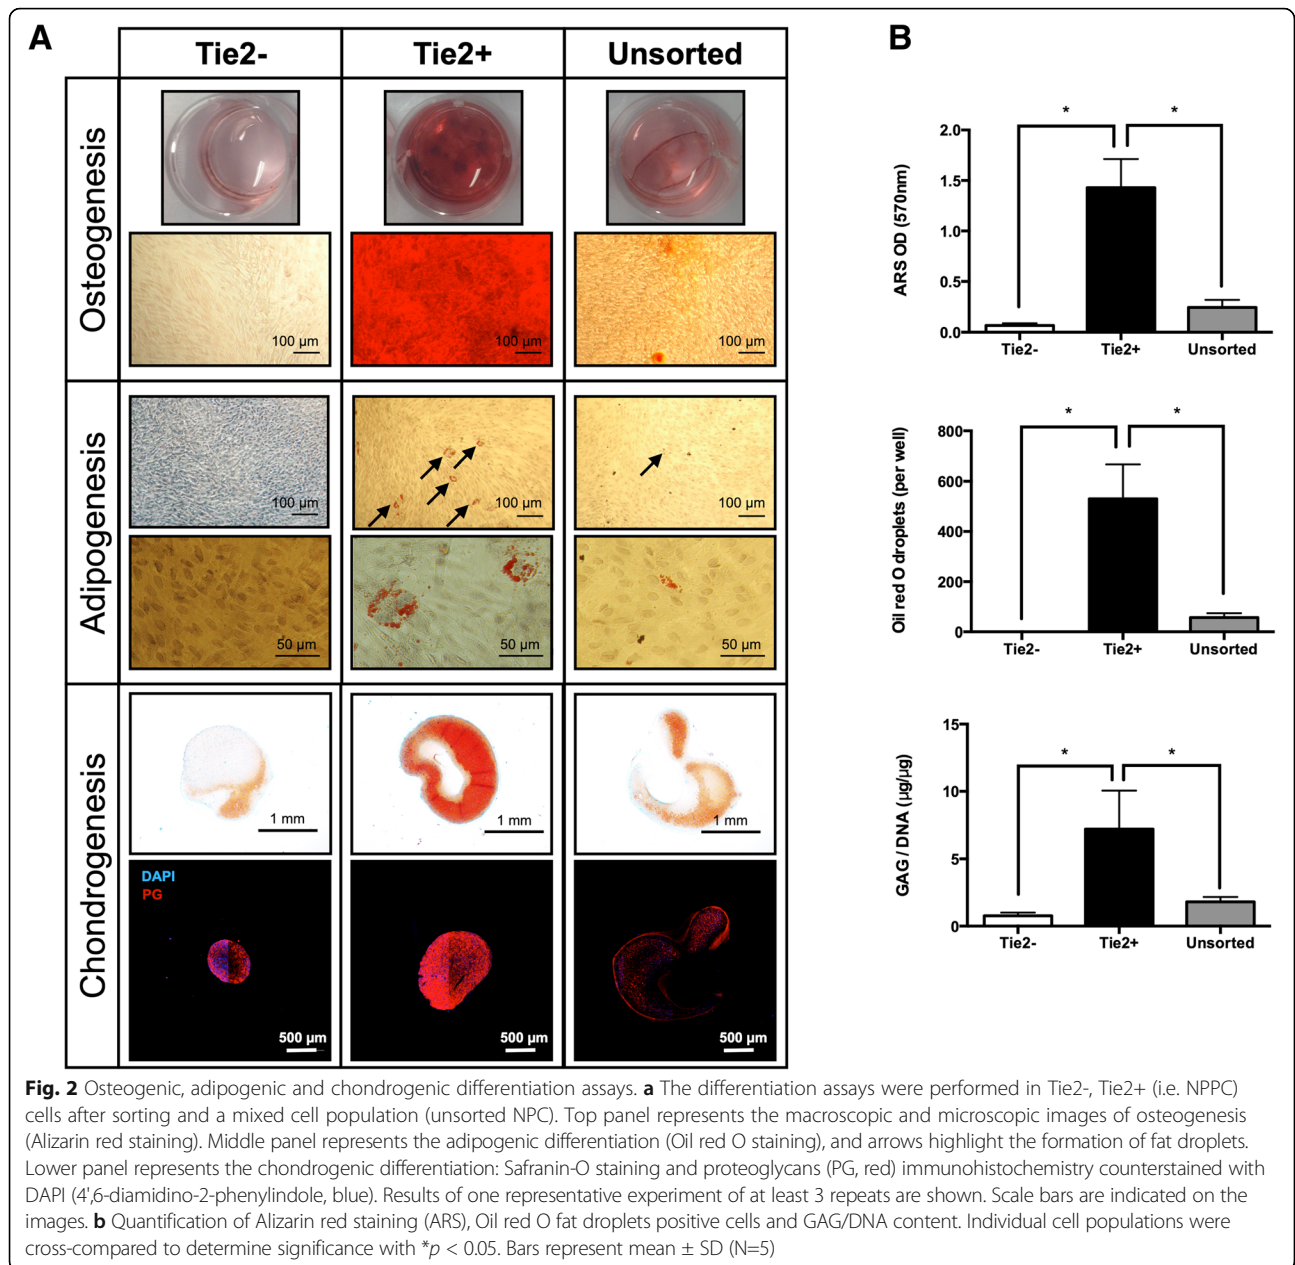 A
B
Tie2-
Tie2+
Unsorted
Osteogenesis
100 µm
100 µm
100 µm
Adipogenesis
100 µm
100 µm
100 µm
50 µm
50 µm
50 µm
Chondrogenesis
1 mm
1 mm
1 mm
DAPI
PG
500 µm
500 µm
500 µm
* *
ARS OD (570nm)
2.0
1.5
1.0
0.5
0.0
Tie2- Tie2+ Unsorted
* *
Oil red O droplets (per well)
800
600
400
200
0
Tie2- Tie2+ Unsorted
* *
GAG / DNA (µg/µg)
15
10
5
0
Tie2- Tie2+ Unsorted
Fig. 2 Osteogenic, adipogenic and chondrogenic differentiation assays. a The differentiation assays were performed in Tie2-, Tie2+ (i.e. NPPC)
cells after sorting and a mixed cell population (unsorted NPC). Top panel represents the macroscopic and microscopic images of osteogenesis
(Alizarin red staining). Middle panel represents the adipogenic differentiation (Oil red O staining), and arrows highlight the formation of fat droplets.
Lower panel represents the chondrogenic differentiation: Safranin-O staining and proteoglycans (PG, red) immunohistochemistry counterstained with
DAPI (4',6-diamidino-2-phenylindole, blue). Results of one representative experiment of at least 3 repeats are shown. Scale bars are indicated on the
images. b Quantification of Alizarin red staining (ARS), Oil red O fat droplets positive cells and GAG/DNA content. Individual cell populations were
cross-compared to determine significance with *p < 0.05. Bars represent mean ± SD (N=5)